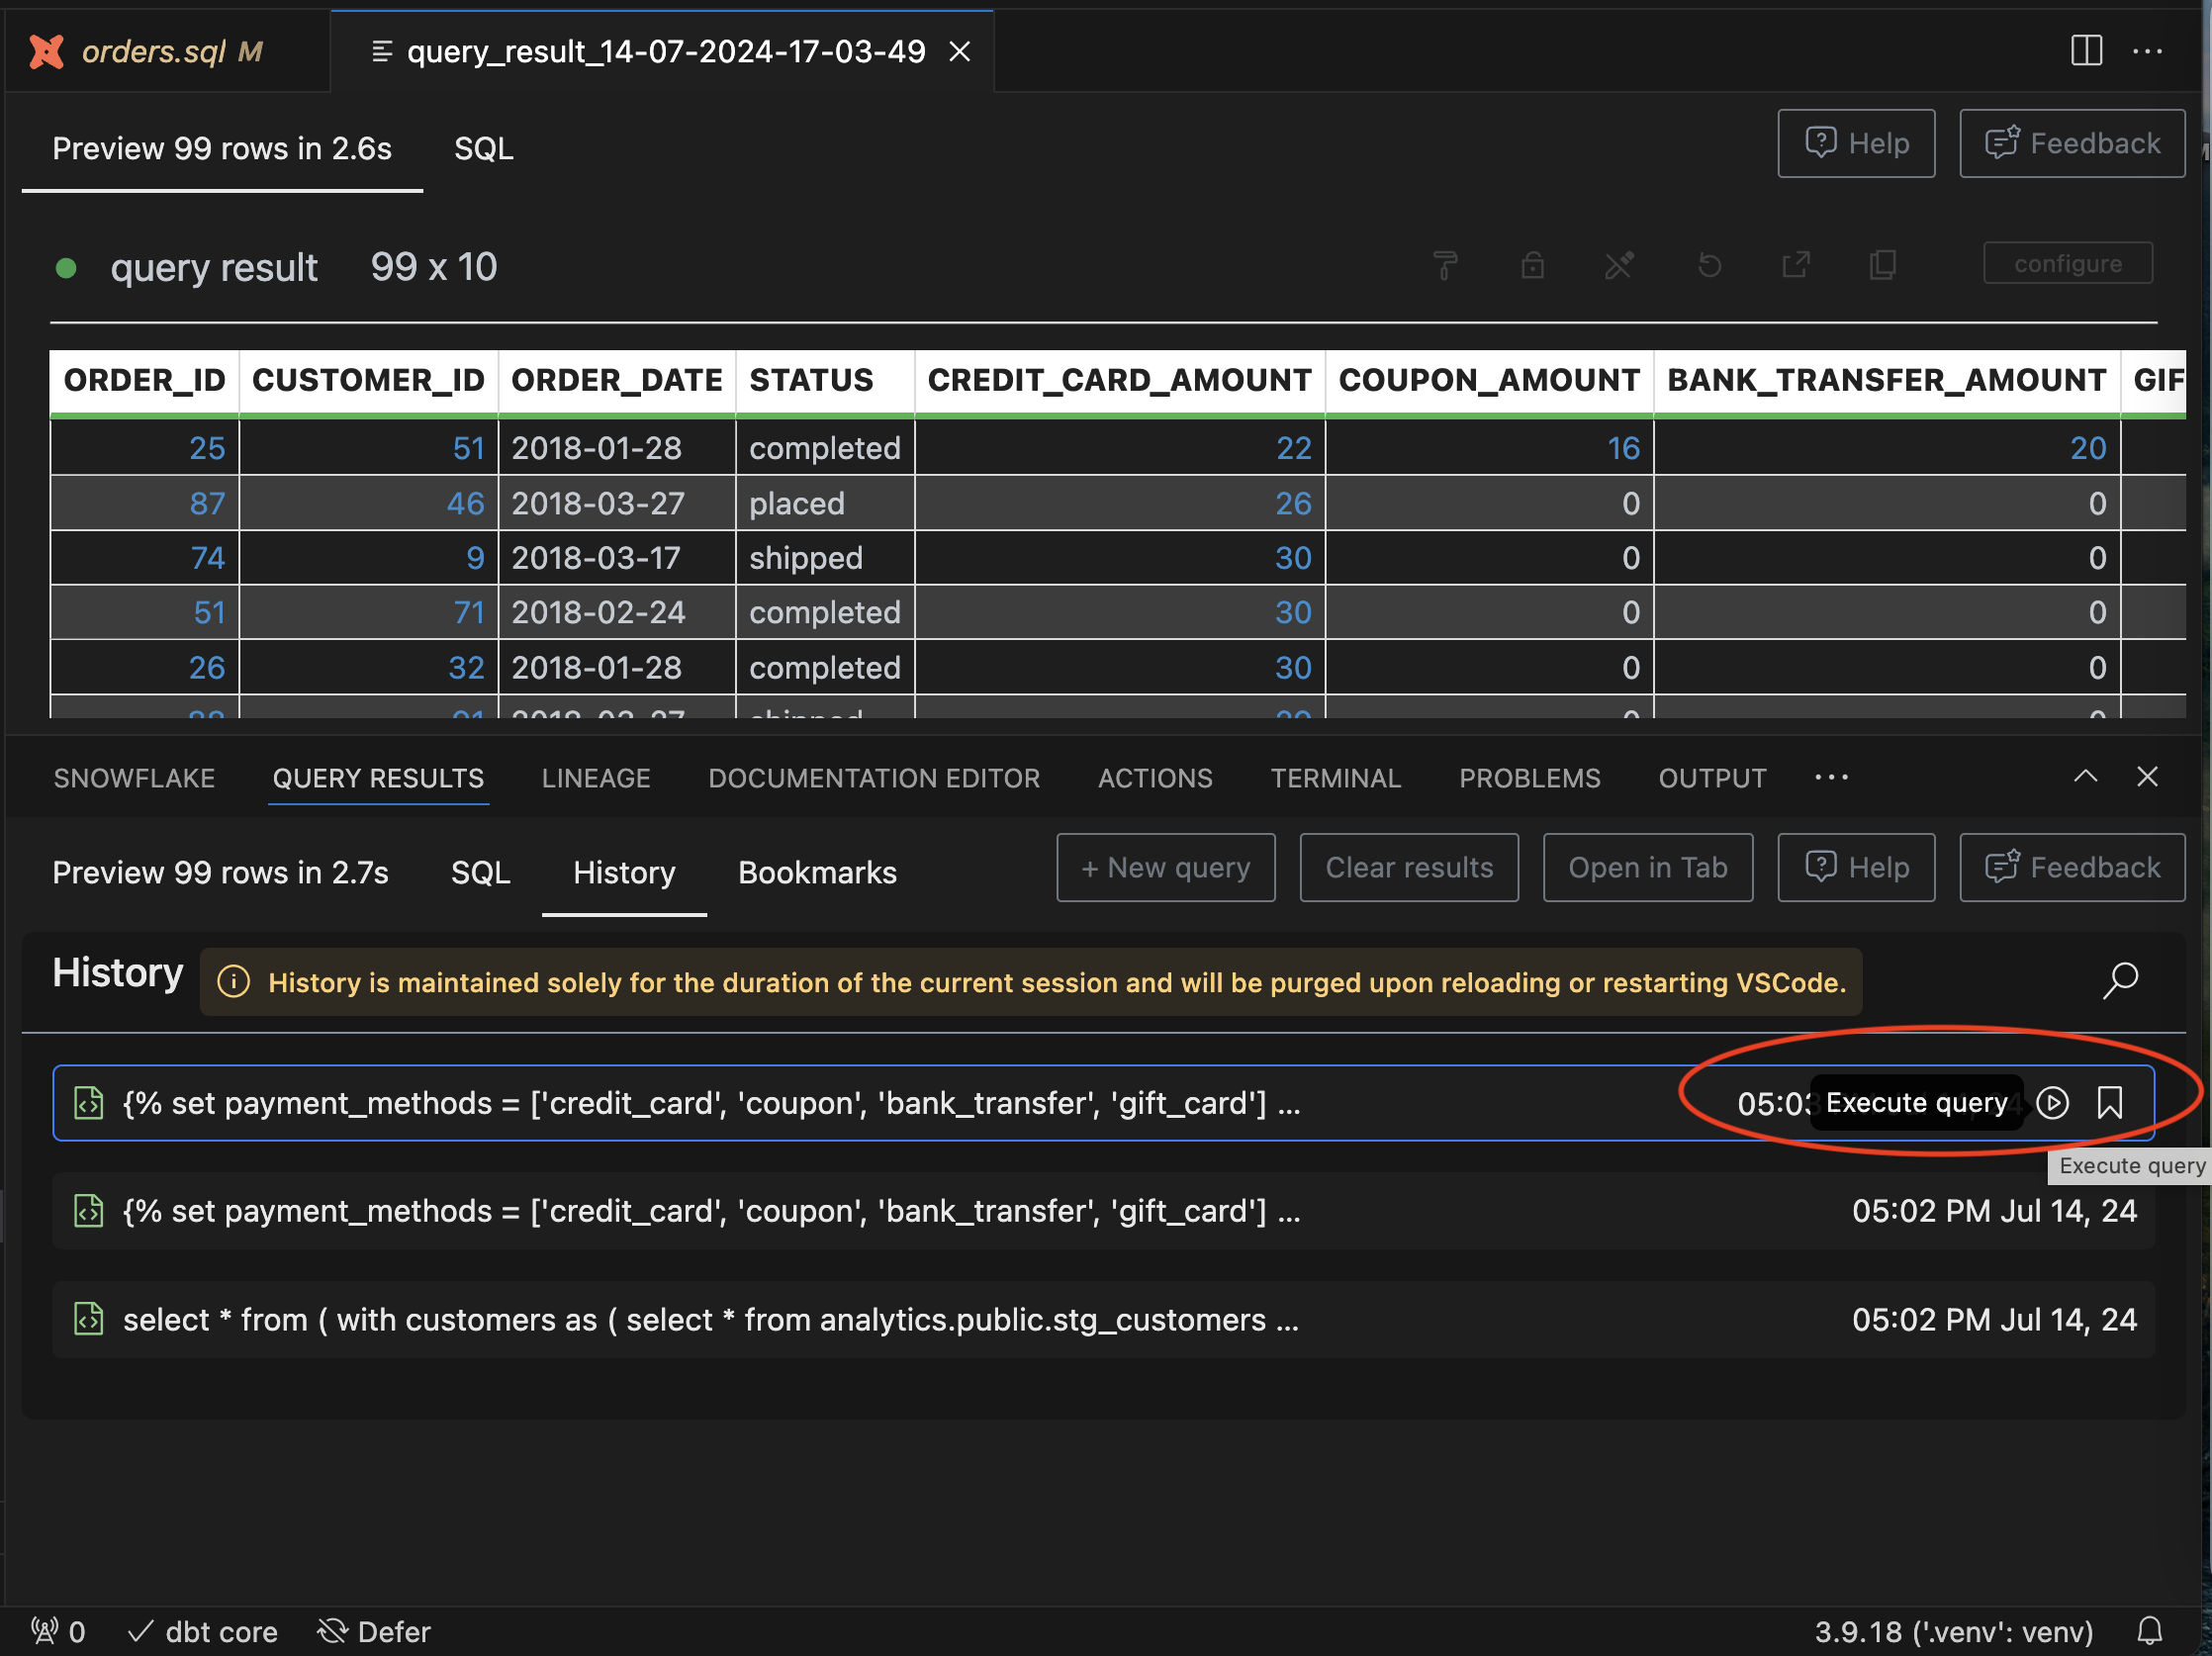 orders.sql M
query_result_14-07-2024-17-03-49
Preview 99 rows in 2.6s SQL Help Feedback
query result 99 x 10 configure
ORDER_ID CUSTOMER_ID ORDER_DATE STATUS CREDIT_CARD_AMOUNT COUPON_AMOUNT BANK_TRANSFER_AMOUNT GIF
25 51 2018-01-28 completed 22 16 20
87 46 2018-03-27 placed 26 0 0
74 9 2018-03-17 shipped 30 0 0
51 71 2018-02-24 completed 30 0 0
26 32 2018-01-28 completed 30 0 0
SNOWFLAKE QUERY RESULTS LINEAGE DOCUMENTATION EDITOR ACTIONS TERMINAL PROBLEMS OUTPUT ...
Preview 99 rows in 2.7s SQL History Bookmarks + New query Clear results Open in Tab Help Feedback
History
History is maintained solely for the duration of the current session and will be purged upon reloading or restarting VSCode.
{% set payment_methods = ['credit_card', 'coupon', 'bank_transfer', 'gift_card'] ... 05:03 Execute query
Execute query
{% set payment_methods = ['credit_card', 'coupon', 'bank_transfer', 'gift_card'] ... 05:02 PM Jul 14, 24
select * from ( with customers as ( select * from analytics.public.stg_customers ... 05:02 PM Jul 14, 24
0 dbt core Defer 3.9.18 ('.venv': venv)